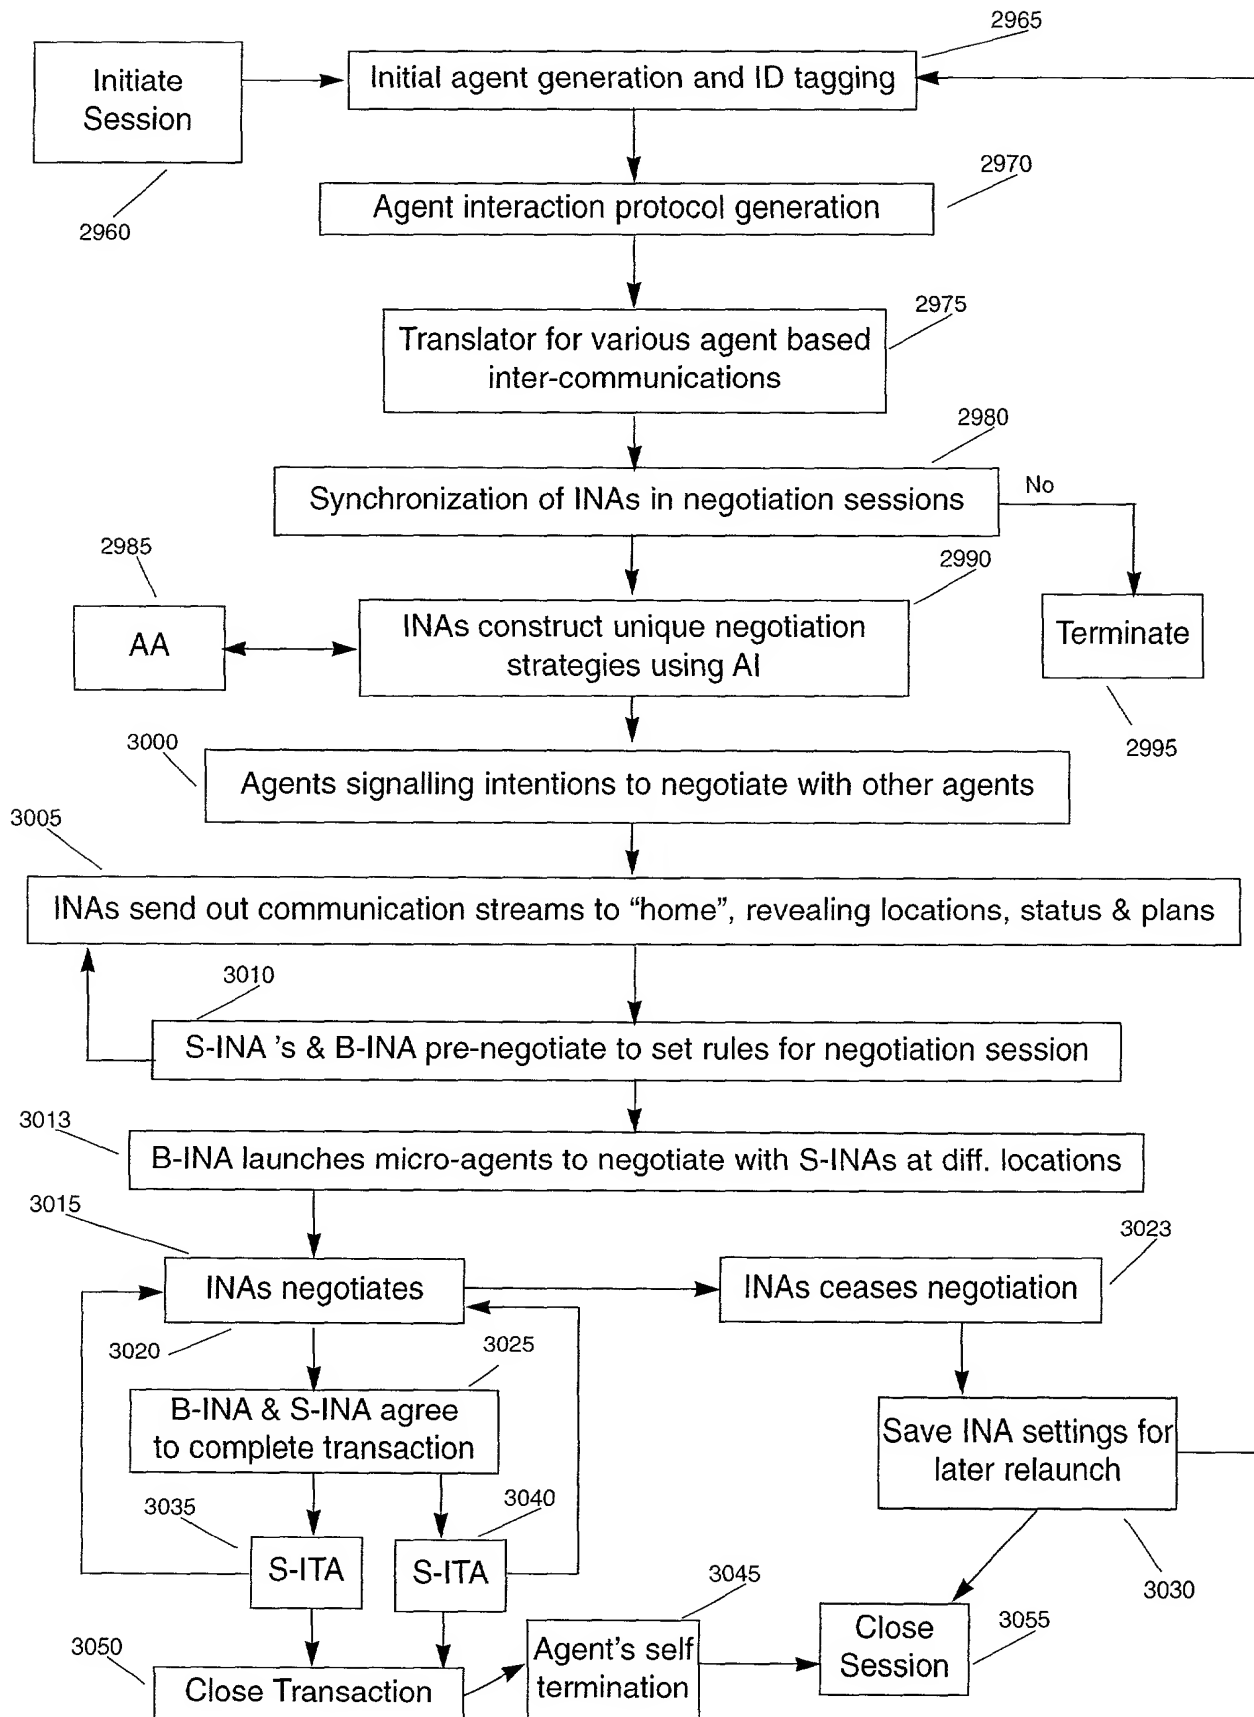 2965
Initiate
Session
Initial agent generation and ID tagging
2960
2970
Agent interaction protocol generation
2975
Translator for various agent based
inter-communications
2980
Synchronization of INAs in negotiation sessions
No
2985
2990
AA
INAs construct unique negotiation
strategies using AI
Terminate
2995
3000
Agents signalling intentions to negotiate with other agents
3005
INAs send out communication streams to “home”, revealing locations, status & plans
3010
S-INA ’s & B-INA pre-negotiate to set rules for negotiation session
3013
B-INA launches micro-agents to negotiate with S-INAs at diff. locations
3015
3023
INAs negotiates
INAs ceases negotiation
3020
3025
B-INA & S-INA agree
to complete transaction
Save INA settings for
later relaunch
3035
3040
S-ITA
S-ITA
3030
3045
3050
Close Transaction
Agent’s self
termination
Close
Session
3055